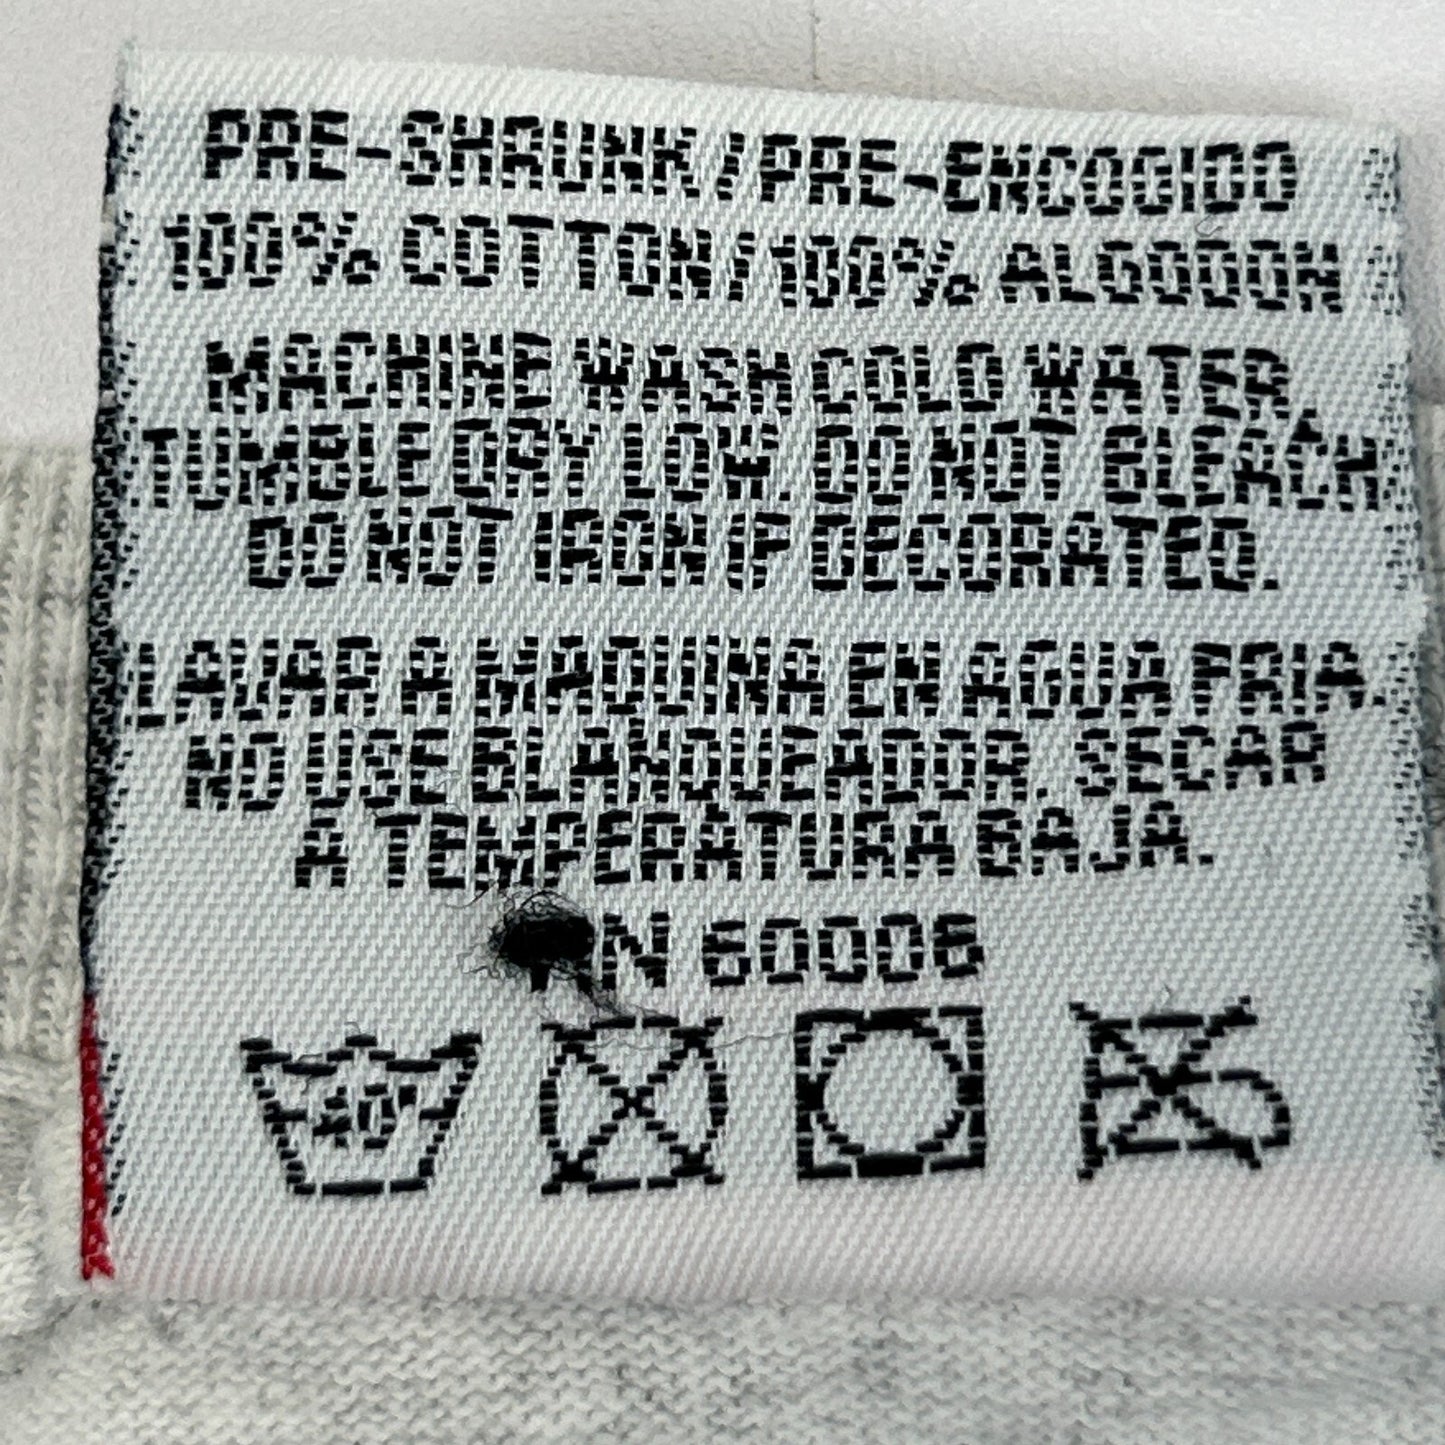 PRE-SHRUNK/PRE-ENCOGIDO
100% COTTON/100% ALGODON
MACHINE WASH COLD WATER,
TUMBLE DRY LOW. DO NOT BLEACH
DO NOT IRON IF DECORATED.
LAVAR A MAQUINA EN AGUA FRIA.
NO USE BLANQUEADOR. SECAR
A TEMPERATURA BAJA.
60006
40°